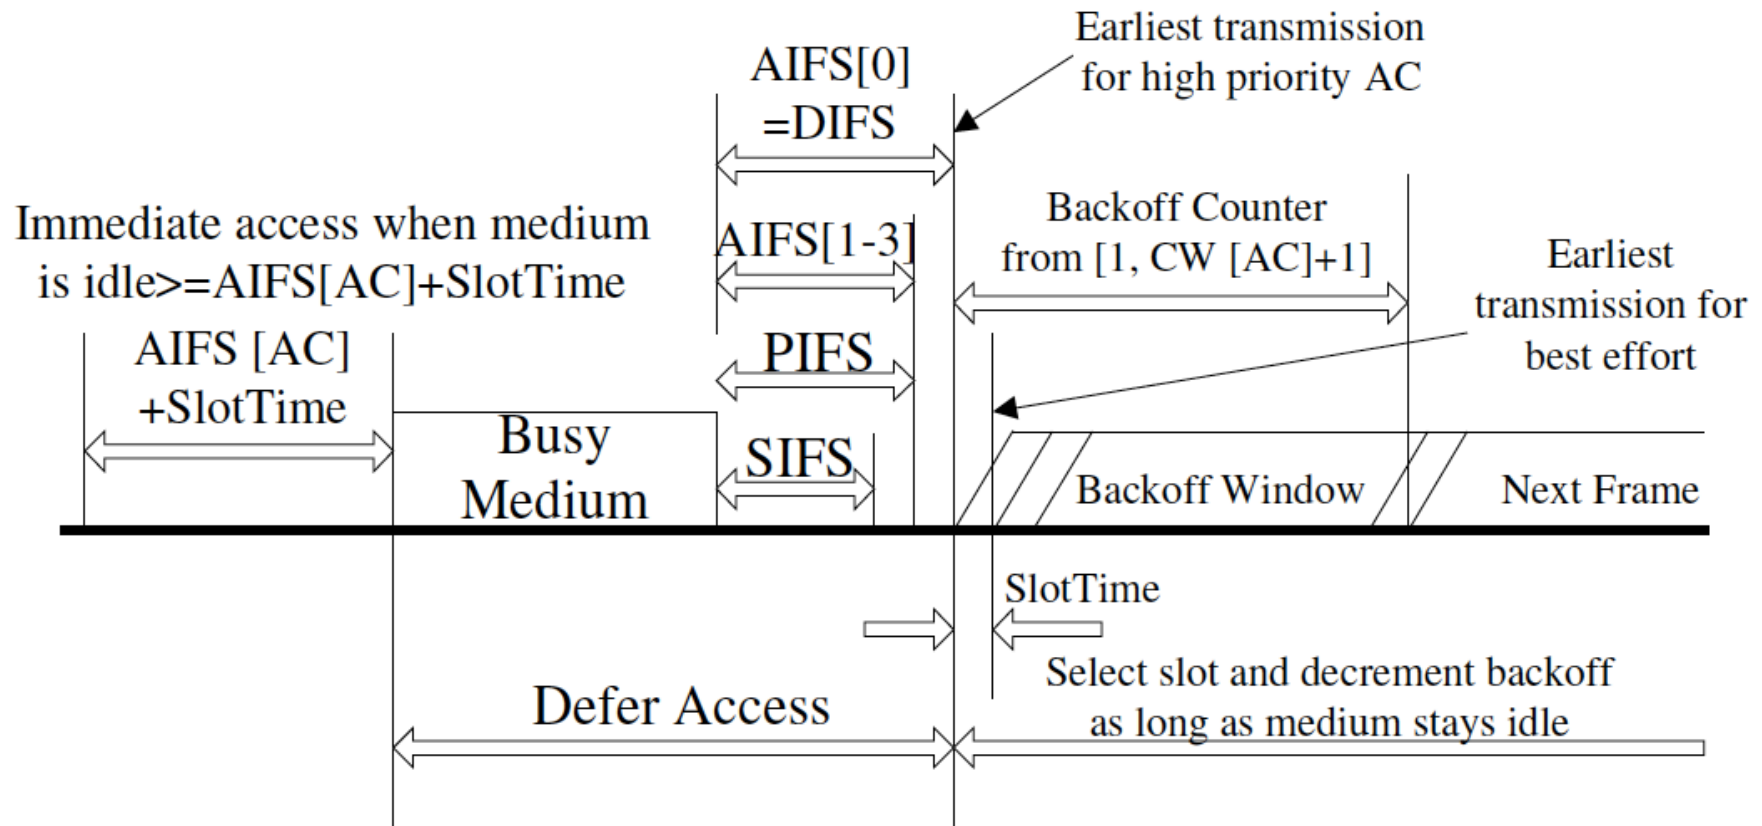 Earliest transmission
for high priority AC
AIFS[0]
=DIFS
Immediate access when medium
is idle>=AIFS[AC]+SlotTime
AIFS[1-3]
Backoff Counter
from [1, CW [AC]+1]
Earliest
transmission for
best effort
AIFS [AC]
+SlotTime
PIFS
Busy
Medium
SIFS
Backoff Window
Next Frame
SlotTime
Defer Access
Select slot and decrement backoff
as long as medium stays idle